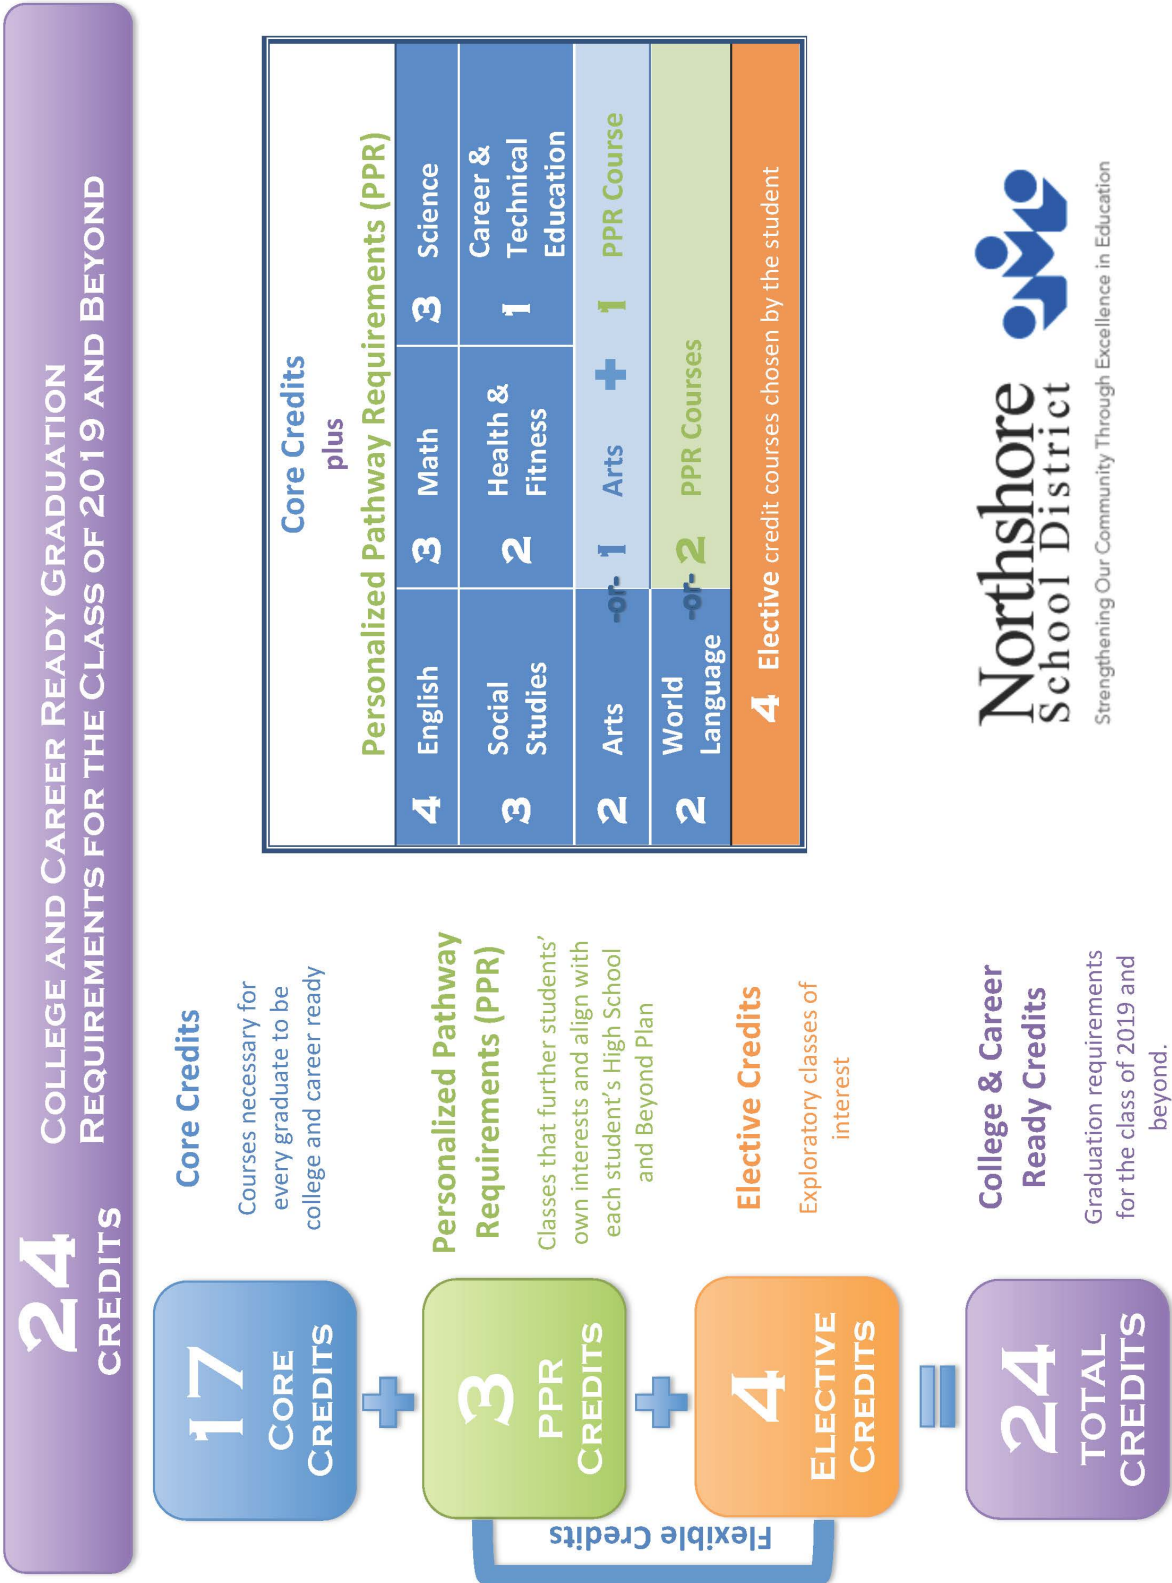 24
CREDITS
COLLEGE AND CAREER READY GRADUATION
REQUIREMENTS FOR THE CLASS OF 2019 AND BEYOND
17
CORE
CREDITS
Core Credits
Courses necessary for
every graduate to be
college and career ready
+
3
PPR
CREDITS
Personalized Pathway
Requirements (PPR)
Classes that further students'
own interests and align with
each student's High School
and Beyond Plan
+
4
ELECTIVE
CREDITS
Elective Credits
Exploratory classes of
interest
Flexible Credits
=
24
TOTAL
CREDITS
College & Career
Ready Credits
Graduation requirements
for the class of 2019 and
beyond.
Core Credits
plus
Personalized Pathway Requirements (PPR)
4 English 3 Math 3 Science
3 Social
Studies
2 Health &
Fitness
1 Career &
Technical
Education
2 Arts -or- 1 Arts + 1 PPR Course
2 World
Language
-or- 2 PPR Courses
4 Elective credit courses chosen by the student
Northshore
School District
Strengthening Our Community Through Excellence in Education